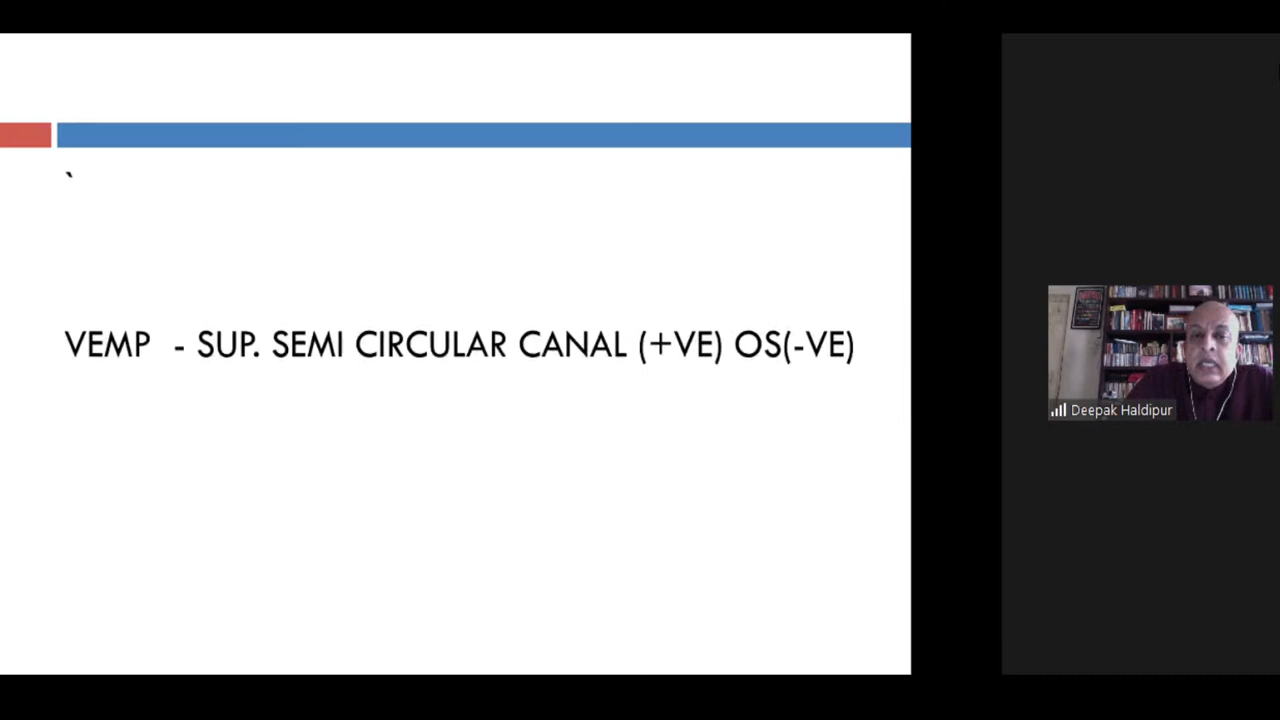 `
VEMP - SUP. SEMI CIRCULAR CANAL (+VE) OS(-VE)
Deepak Haldipur